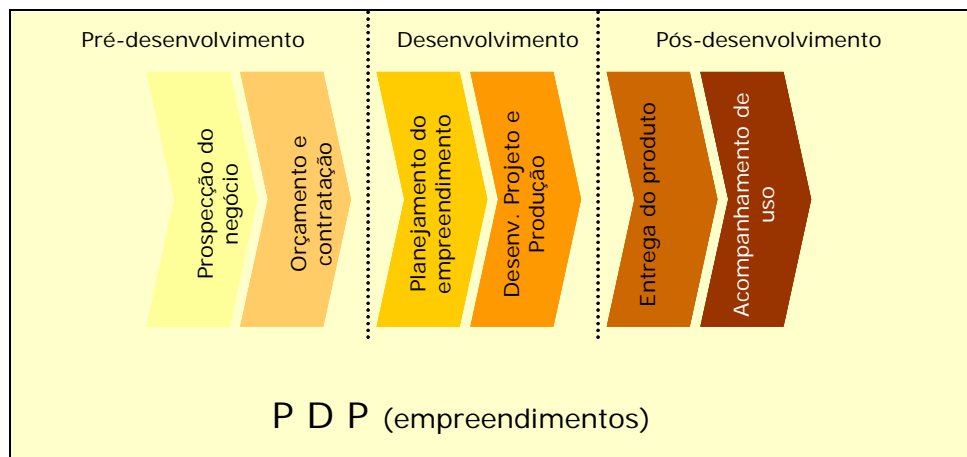 Pré-desenvolvimento
Desenvolvimento
Pós-desenvolvimento
Prospecção do
negócio
Orçamento e
contratação
Planejamento do
empreendimento
Desenv. Projeto e
Produção
Entrega do produto
Acompanhamento de
uso
P D P (empreendimentos)